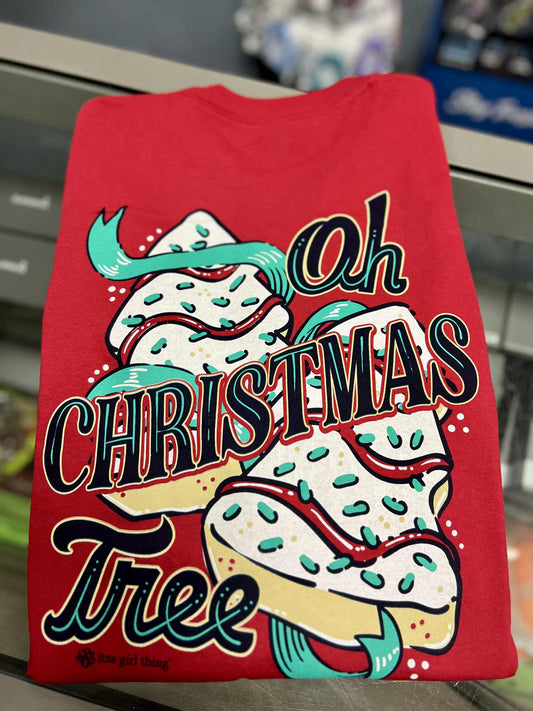 Oh
CHRISTMAS
Tree
itsa girl thing